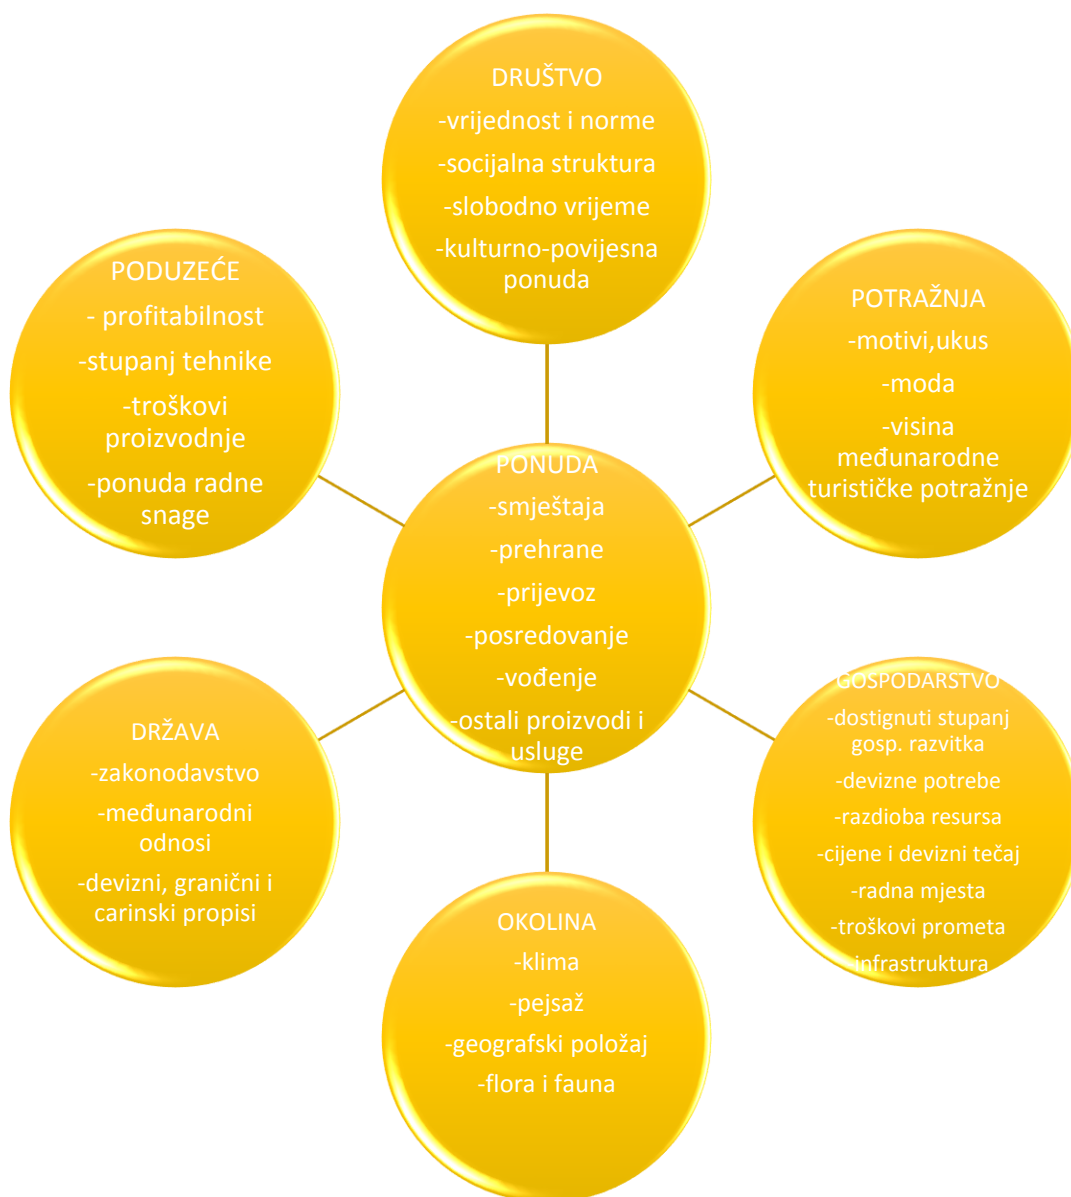 DRUŠTVO
-vrijednost i norme
-socijalna struktura
-slobodno vrijeme
-kulturno-povijesna
ponuda
PODUZEĆE
- profitabilnost
-stupanj tehnike
-troškovi
proizvodnje
-ponuda radne
snage
POTRAŽNJA
-motivi,ukus
-moda
-visina
međunarodne
turističke potražnje
PONUDA
-smještaja
-prehrane
-prijevoz
-posredovanje
-vođenje
-ostali proizvodi i
usluge
DRŽAVA
-zakonodavstvo
-međunarodni
odnosi
-devizni, granični i
carinski propisi
GOSPODARSTVO
-dostignuti stupanj
gosp. razvitka
-devizne potrebe
-razdioba resursa
-cijene i devizni tečaj
-radna mjesta
-troškovi prometa
-infrastruktura
OKOLINA
-klima
-pejsaž
-geografski položaj
-flora i fauna